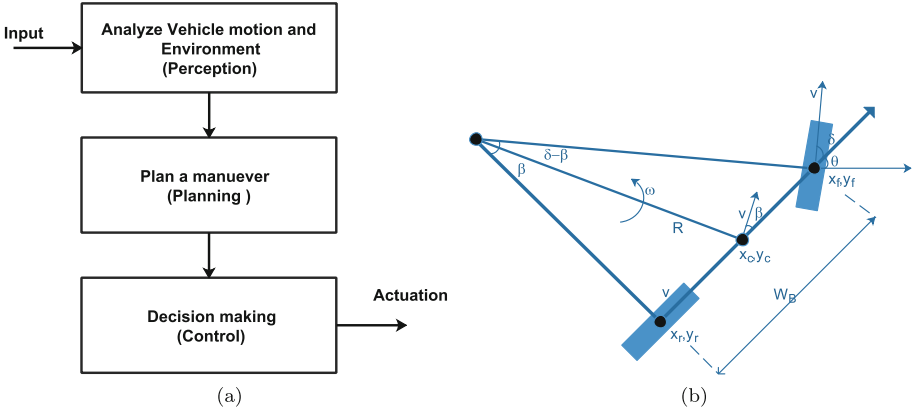 Input
Analyze Vehicle motion and
Environment
(Perception)
Plan a manuever
(Planning )
Decision making
(Control)
Actuation
(a)
v
δ
θ
x_f,y_f
δ−β
β
ω
R
v
β
x_c,y_c
v
W_B
x_r,y_r
(b)